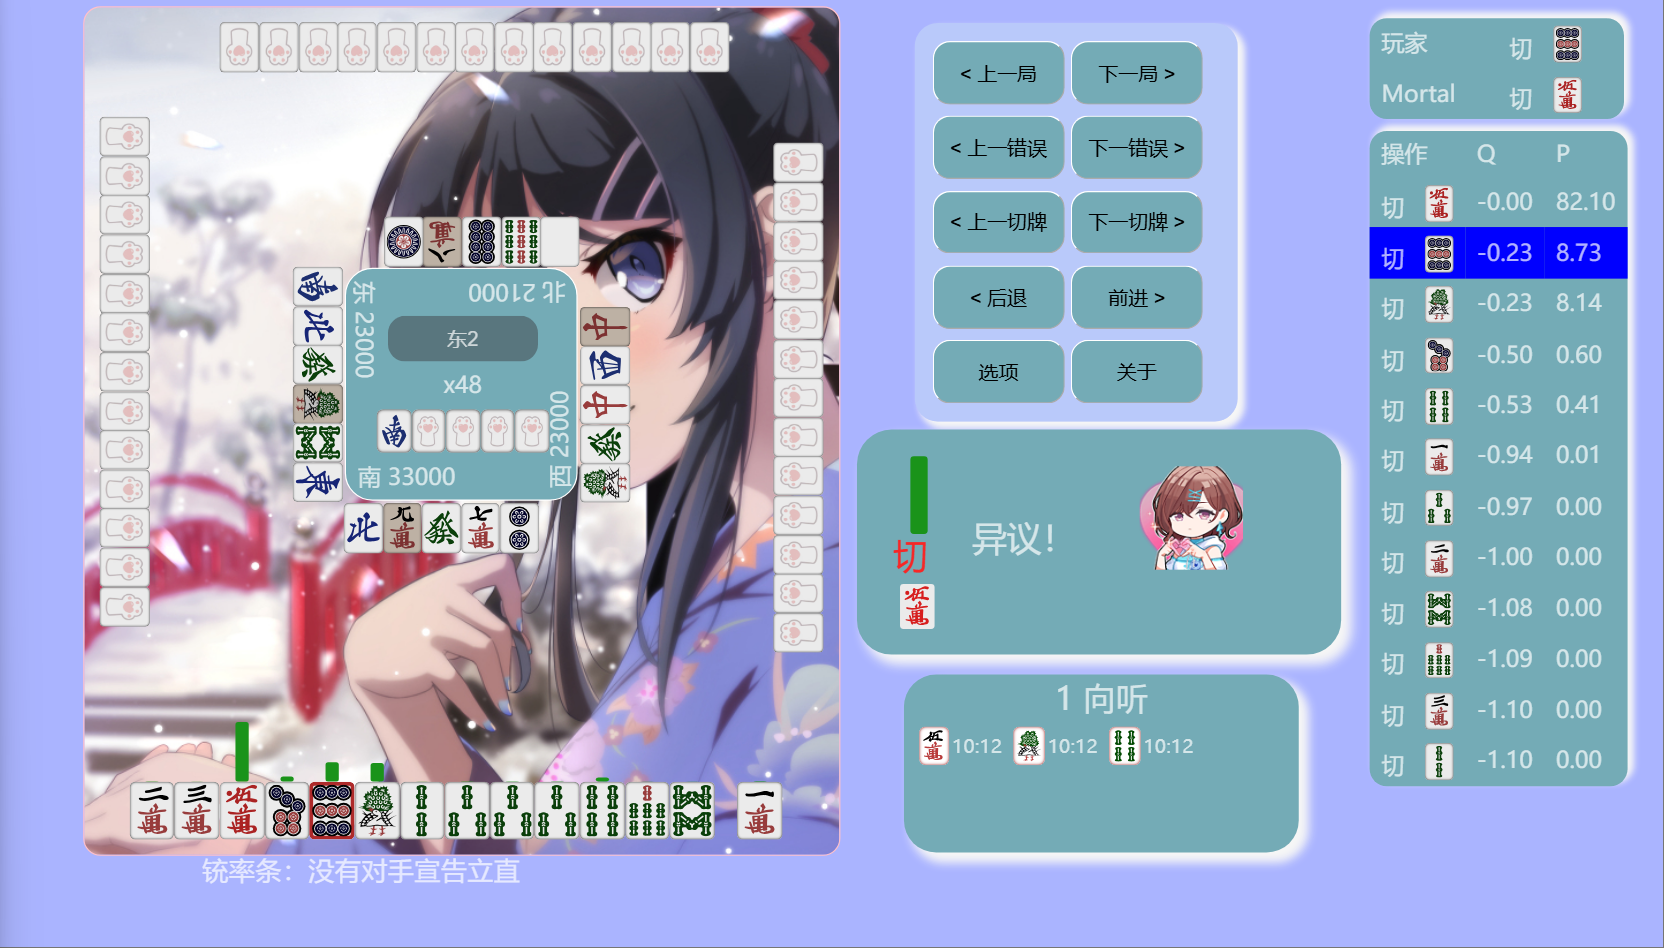 北 21000
东 23000
东2
x48
西 23000
南 33000
铳率条：没有对手宣告立直
< 上一局
下一局 >
< 上一错误
下一错误 >
< 上一切牌
下一切牌 >
< 后退
前进 >
选项
关于
切
异议！
1 向听
10:12
10:12
10:12
玩家 切
Mortal 切
操作 Q P
切 -0.00 82.10
切 -0.23 8.73
切 -0.23 8.14
切 -0.50 0.60
切 -0.53 0.41
切 -0.94 0.01
切 -0.97 0.00
切 -1.00 0.00
切 -1.08 0.00
切 -1.09 0.00
切 -1.10 0.00
切 -1.10 0.00